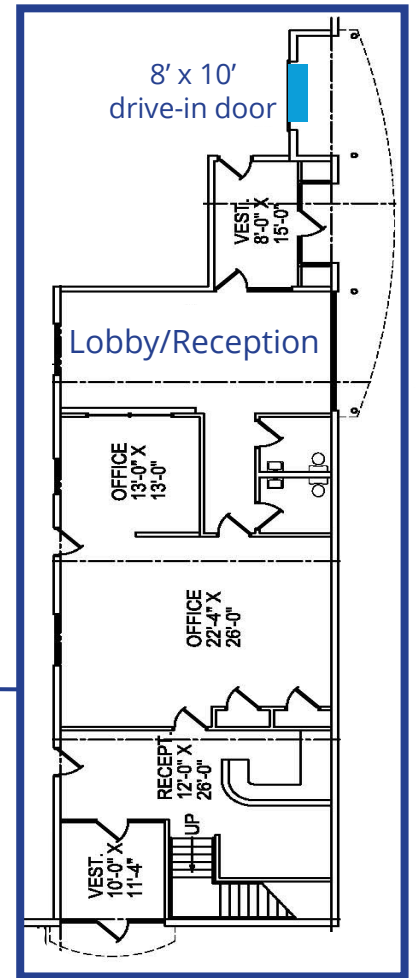 8’ x 10’
drive-in door
VEST.
8'-0" X
15'-0"
Lobby/Reception
OFFICE
13'-0" X
13'-0"
OFFICE
22'-4" X
26'-0"
RECEPT.
12'-0" X
26'-0"
UP
VEST.
10'-0" X
11'-4"